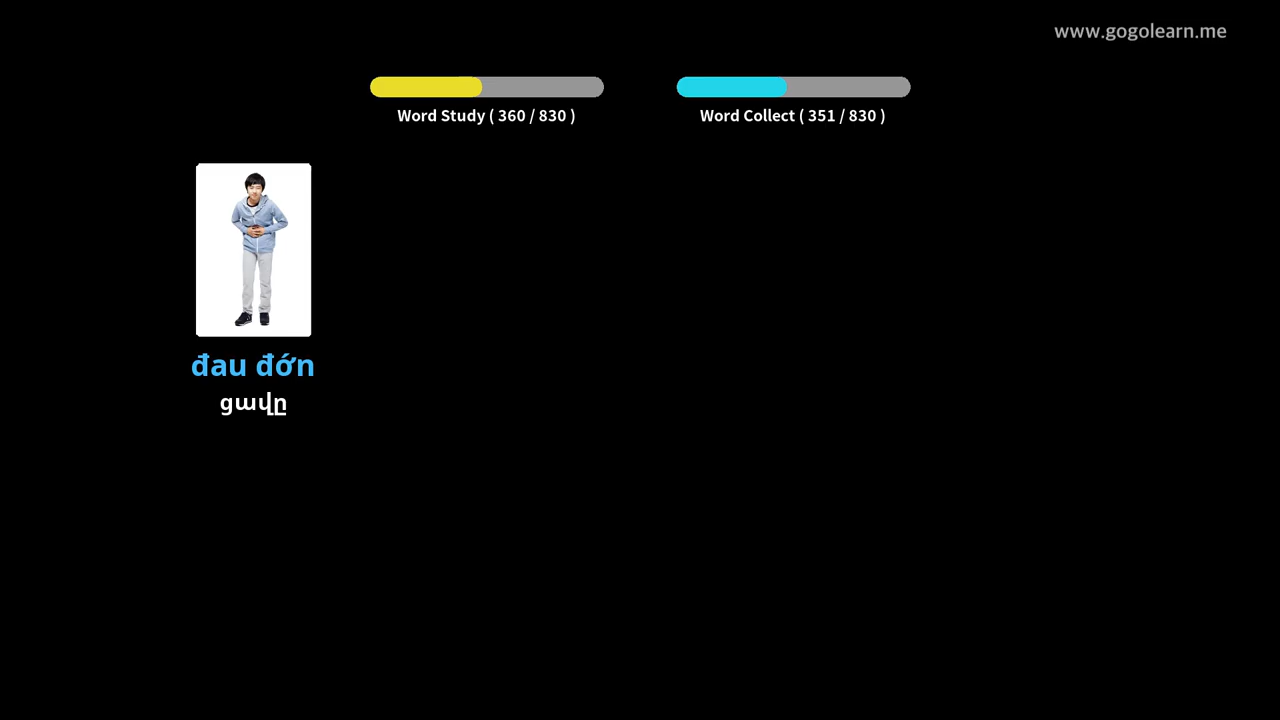 www.gogolearn.me
Word Study ( 360 / 830 )
Word Collect ( 351 / 830 )
đau đớn
ցավը